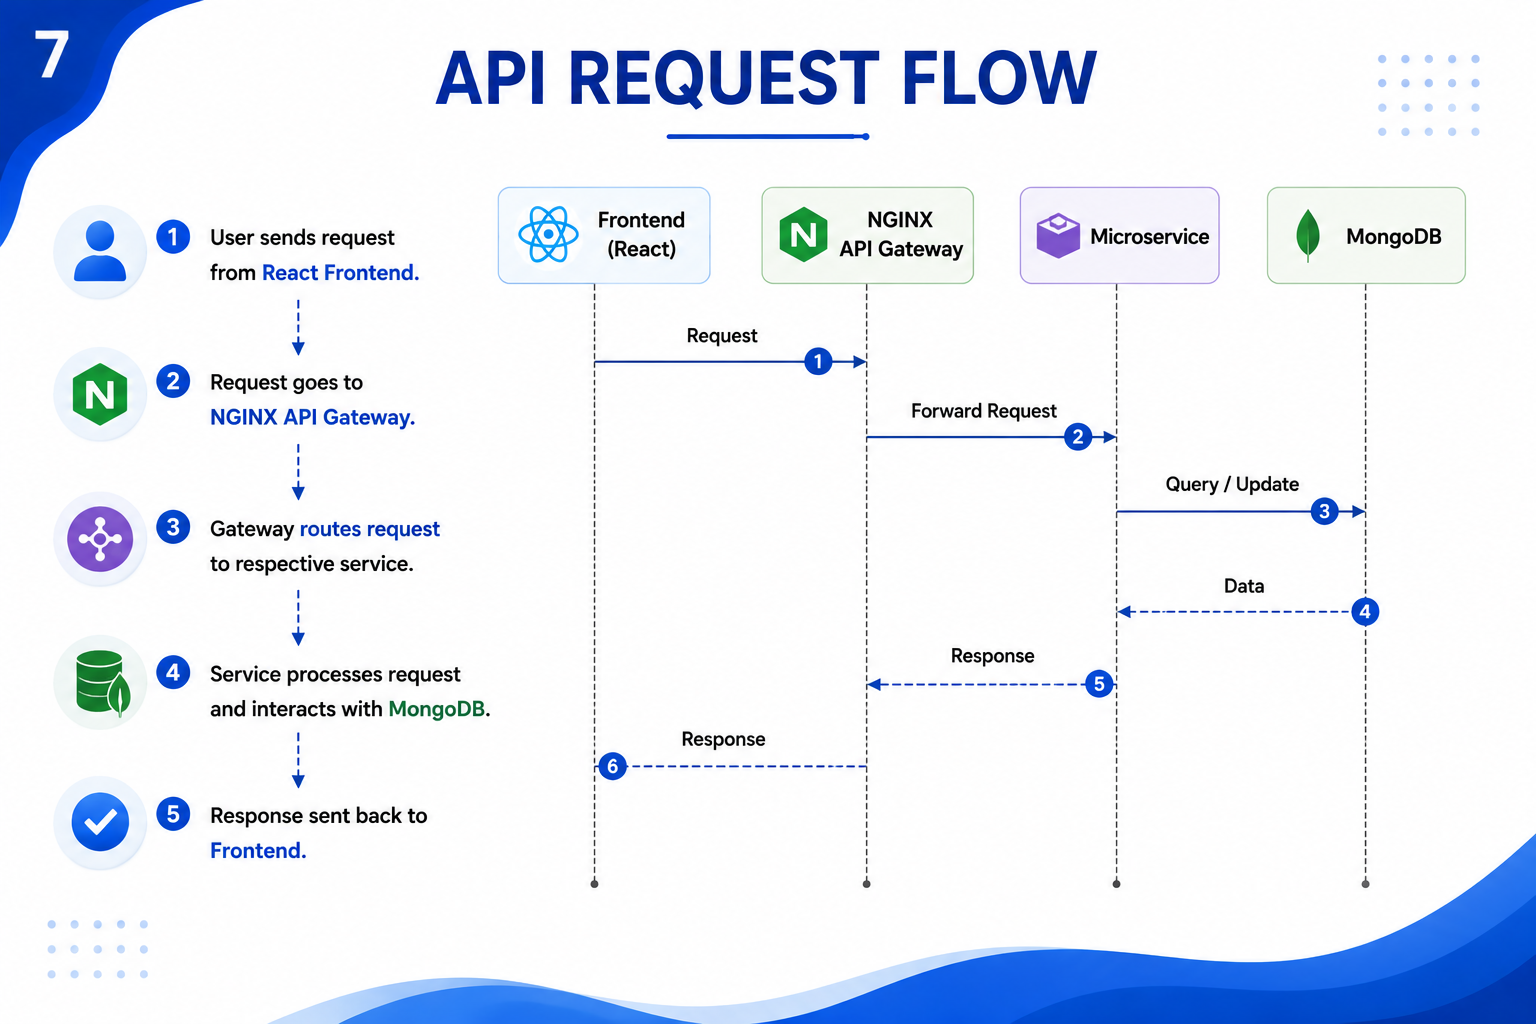 7
API REQUEST FLOW
1
User sends request
from React Frontend.
2
Request goes to
NGINX API Gateway.
3
Gateway routes request
to respective service.
4
Service processes request
and interacts with MongoDB.
5
Response sent back to
Frontend.
Frontend
(React)
N
NGINX
API Gateway
Microservice
MongoDB
Request
1
Forward Request
2
Query / Update
3
Data
4
Response
5
Response
6
N